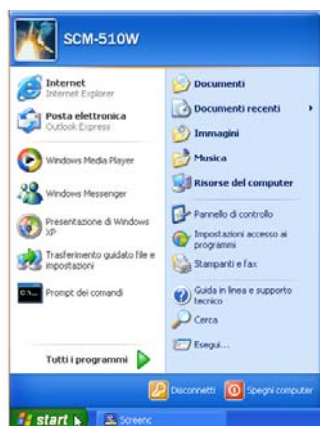 SCM-510W
Internet
Internet Explorer
Posta elettronica
Outlook Express
Windows Media Player
Windows Messenger
Presentazione di Windows
XP
Trasferimento guidato file e
impostazioni
Prompt dei comandi
Tutti i programmi
Documenti
Documenti recenti
Immagini
Musica
Risorse del computer
Pannello di controllo
Impostazioni accesso ai
programmi
Stampanti e fax
Guida in linea e supporto
tecnico
Cerca
Esegui...
Disconnetti
Spegni computer
start
Screenc